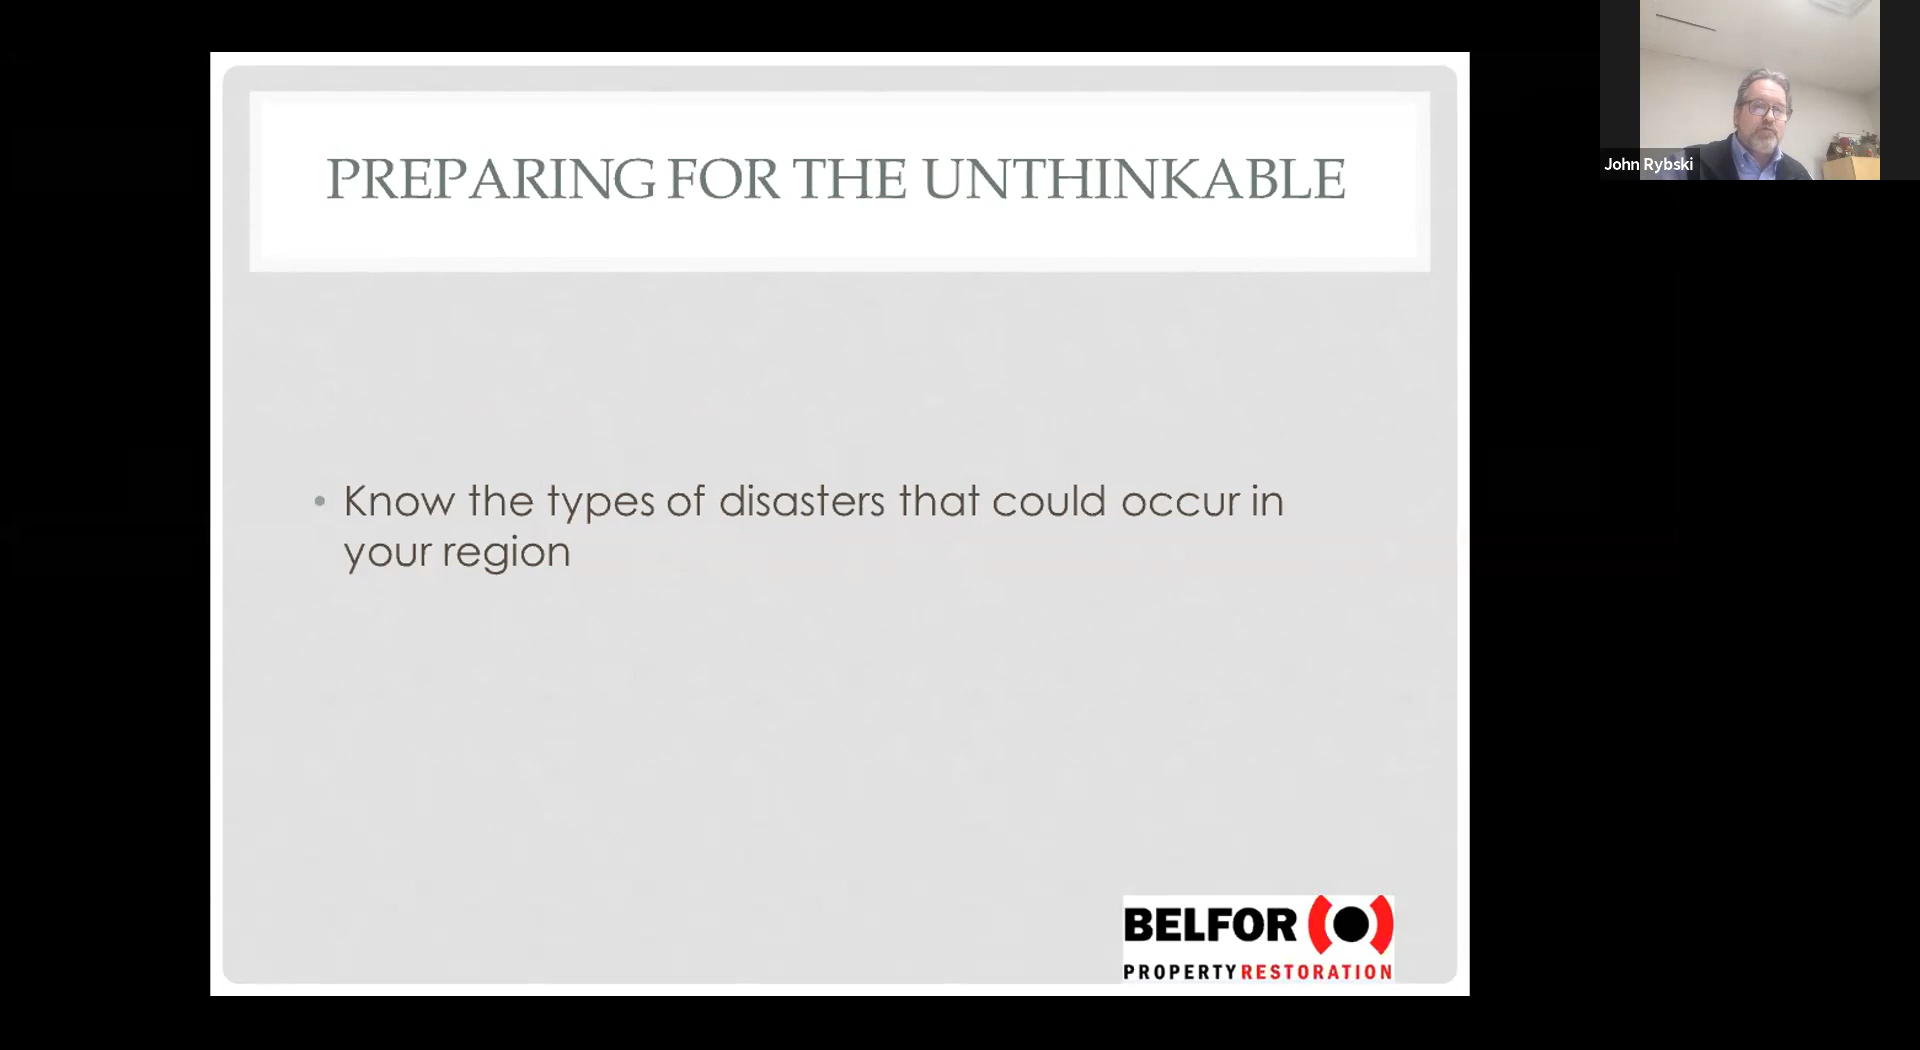 PREPARING FOR THE UNTHINKABLE
John Rybski
• Know the types of disasters that could occur in
your region
BELFOR
PROPERTY RESTORATION